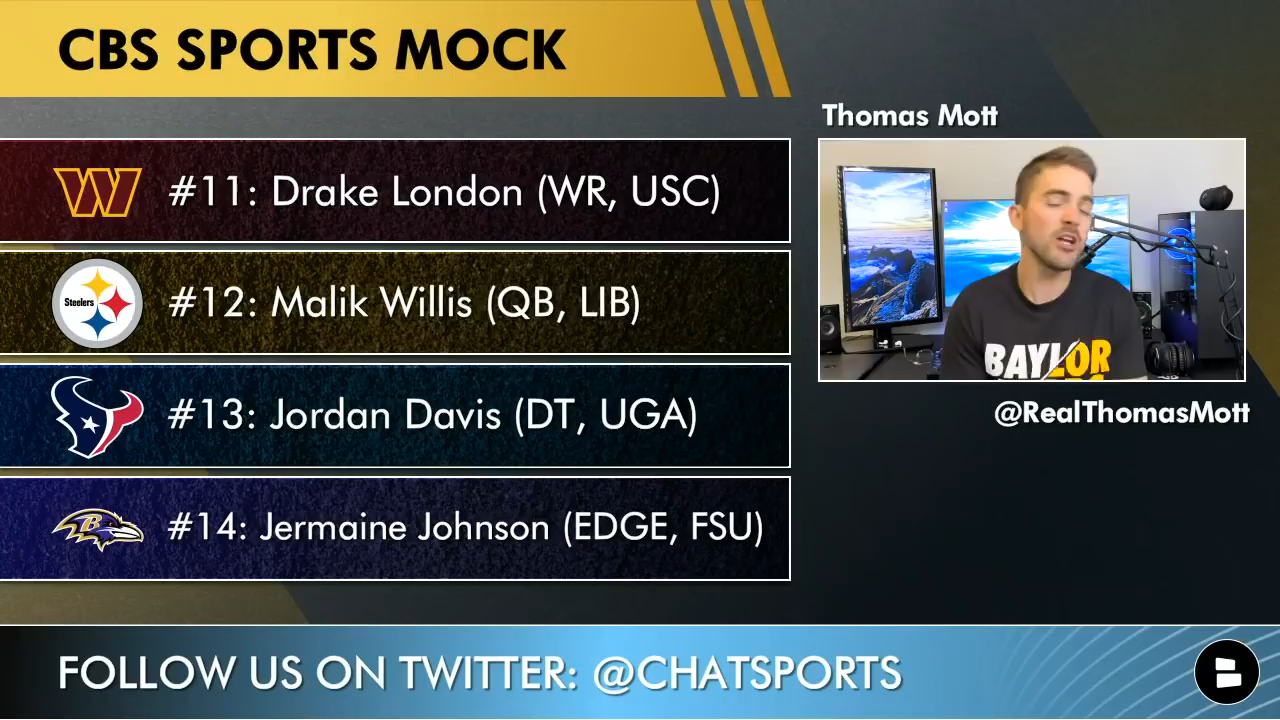 CBS SPORTS MOCK
Thomas Mott
#11: Drake London (WR, USC)
Steelers
#12: Malik Willis (QB, LIB)
#13: Jordan Davis (DT, UGA)
#14: Jermaine Johnson (EDGE, FSU)
BAYLOR
@RealThomasMott
FOLLOW US ON TWITTER: @CHATSPORTS